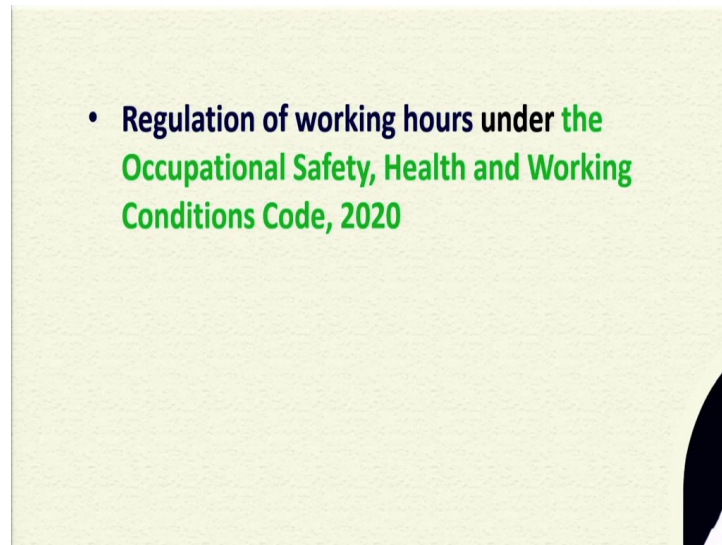 • Regulation of working hours under the
Occupational Safety, Health and Working
Conditions Code, 2020